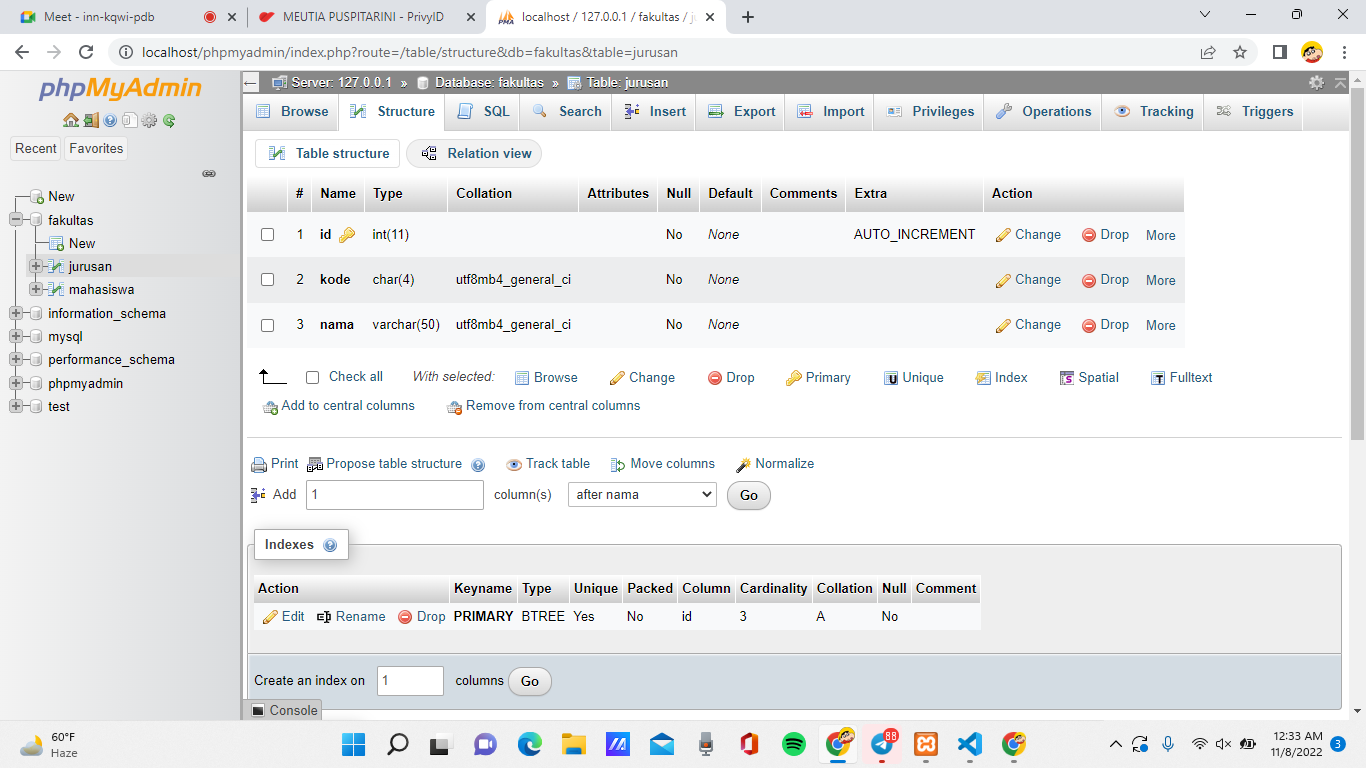 Meet - inn-kqwi-pdb
MEUTIA PUSPITARINI - PrivyID
localhost / 127.0.0.1 / fakultas / j
localhost/phpmyadmin/index.php?route=/table/structure&db=fakultas&table=jurusan
phpMyAdmin
Recent Favorites
New
fakultas
New
jurusan
mahasiswa
information_schema
mysql
performance_schema
phpmyadmin
test
Server: 127.0.0.1 » Database: fakultas » Table: jurusan
Browse Structure SQL Search Insert Export Import Privileges Operations Tracking Triggers
Table structure Relation view
# Name Type Collation Attributes Null Default Comments Extra Action
1 id int(11) No None AUTO_INCREMENT Change Drop More
2 kode char(4) utf8mb4_general_ci No None Change Drop More
3 nama varchar(50) utf8mb4_general_ci No None Change Drop More
Check all With selected: Browse Change Drop Primary Unique Index Spatial Fulltext
Add to central columns Remove from central columns
Print Propose table structure Track table Move columns Normalize
Add 1 column(s) after nama Go
Indexes
Action Keyname Type Unique Packed Column Cardinality Collation Null Comment
Edit Rename Drop PRIMARY BTREE Yes No id 3 A No
Create an index on 1 columns Go
Console
60°F
Haze
88
12:33 AM
11/8/2022
3